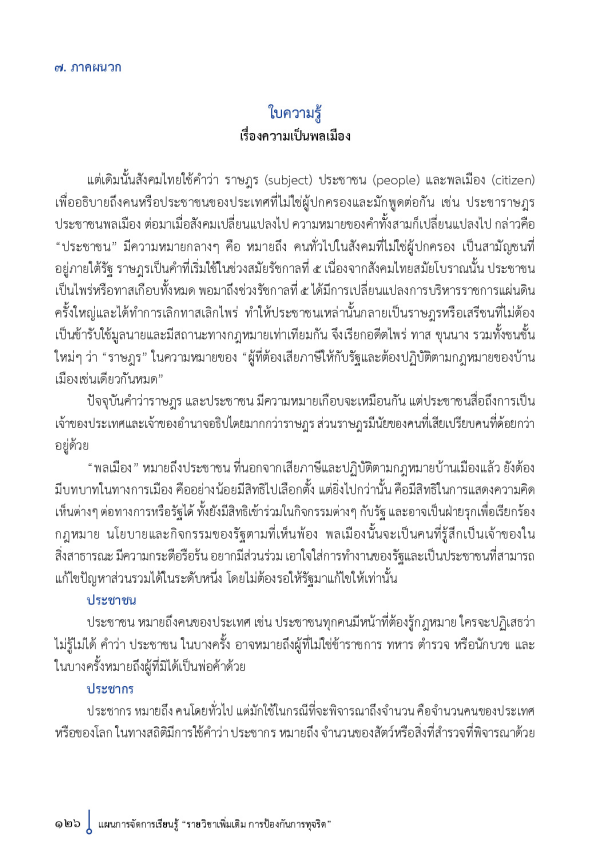 ๗. ภาคผนวก
ใบความรู้
เรื่องความเป็นพลเมือง
แต่เดิมนั้นสังคมไทยใช้คำว่า ราษฎร (subject) ประชาชน (people) และพลเมือง (citizen)
เพื่ออธิบายถึงคนหรือประชาชนของประเทศที่ไม่ใช่ผู้ปกครองและมักพูดต่อกัน เช่น ประชาราษฎร
ประชาชนพลเมือง ต่อมาเมื่อสังคมเปลี่ยนแปลงไป ความหมายของคำทั้งสามก็เปลี่ยนแปลงไป กล่าวคือ
“ประชาชน” มีความหมายกลางๆ คือ หมายถึง คนทั่วไปในสังคมที่ไม่ใช่ผู้ปกครอง เป็นสามัญชนที่
อยู่ภายใต้รัฐ ราษฎรเป็นคำที่เริ่มใช้ในช่วงสมัยรัชกาลที่ ๕ เนื่องจากสังคมไทยสมัยโบราณนั้น ประชาชน
เป็นไพร่หรือทาสเกือบทั้งหมด พอมาถึงช่วงรัชกาลที่ ๕ ได้มีการเปลี่ยนแปลงการบริหารราชการแผ่นดิน
ครั้งใหญ่และได้ทำการเลิกทาสเลิกไพร่ ทำให้ประชาชนเหล่านั้นกลายเป็นราษฎรหรือเสรีชนที่ไม่ต้อง
เป็นข้ารับใช้มูลนายและมีสถานะทางกฎหมายเท่าเทียมกัน จึงเรียกอดีตไพร่ ทาส ขุนนาง รวมทั้งชนชั้น
ใหม่ๆ ว่า “ราษฎร” ในความหมายของ “ผู้ที่ต้องเสียภาษีให้กับรัฐและต้องปฏิบัติตามกฎหมายของบ้าน
เมืองเช่นเดียวกันหมด”
ปัจจุบันคำว่าราษฎร และประชาชน มีความหมายเกือบจะเหมือนกัน แต่ประชาชนสื่อถึงการเป็น
เจ้าของประเทศและเจ้าของอำนาจอธิปไตยมากกว่าราษฎร ส่วนราษฎรมีนัยของคนที่เสียเปรียบคนที่ด้อยกว่า
อยู่ด้วย
“พลเมือง” หมายถึงประชาชน ที่นอกจากเสียภาษีและปฏิบัติตามกฎหมายบ้านเมืองแล้ว ยังต้อง
มีบทบาทในทางการเมือง คืออย่างน้อยมีสิทธิไปเลือกตั้ง แต่ยิ่งไปกว่านั้น คือมีสิทธิในการแสดงความคิด
เห็นต่างๆ ต่อทางการหรือรัฐได้ ทั้งยังมีสิทธิเข้าร่วมในกิจกรรมต่างๆ กับรัฐ และอาจเป็นฝ่ายรุกเพื่อเรียกร้อง
กฎหมาย นโยบายและกิจกรรมของรัฐตามที่เห็นพ้อง พลเมืองนั้นจะเป็นคนที่รู้สึกเป็นเจ้าของใน
สิ่งสาธารณะ มีความกระตือรือร้น อยากมีส่วนร่วม เอาใจใส่การทำงานของรัฐและเป็นประชาชนที่สามารถ
แก้ไขปัญหาส่วนรวมได้ในระดับหนึ่ง โดยไม่ต้องรอให้รัฐมาแก้ไขให้เท่านั้น
ประชาชน
ประชาชน หมายถึงคนของประเทศ เช่น ประชาชนทุกคนมีหน้าที่ต้องรู้กฎหมาย ใครจะปฏิเสธว่า
ไม่รู้ไม่ได้ คำว่า ประชาชน ในบางครั้ง อาจหมายถึงผู้ที่ไม่ใช่ข้าราชการ ทหาร ตำรวจ หรือนักบวช และ
ในบางครั้งหมายถึงผู้ที่มิได้เป็นพ่อค้าด้วย
ประชากร
ประชากร หมายถึง คนโดยทั่วไป แต่มักใช้ในกรณีที่จะพิจารณาถึงจำนวน คือจำนวนคนของประเทศ
หรือของโลก ในทางสถิติมีการใช้คำว่า ประชากร หมายถึง จำนวนของสัตว์หรือสิ่งที่สำรวจที่พิจารณาด้วย
๑๒๖ แผนการจัดการเรียนรู้ “รายวิชาเพิ่มเติม การป้องกันการทุจริต”